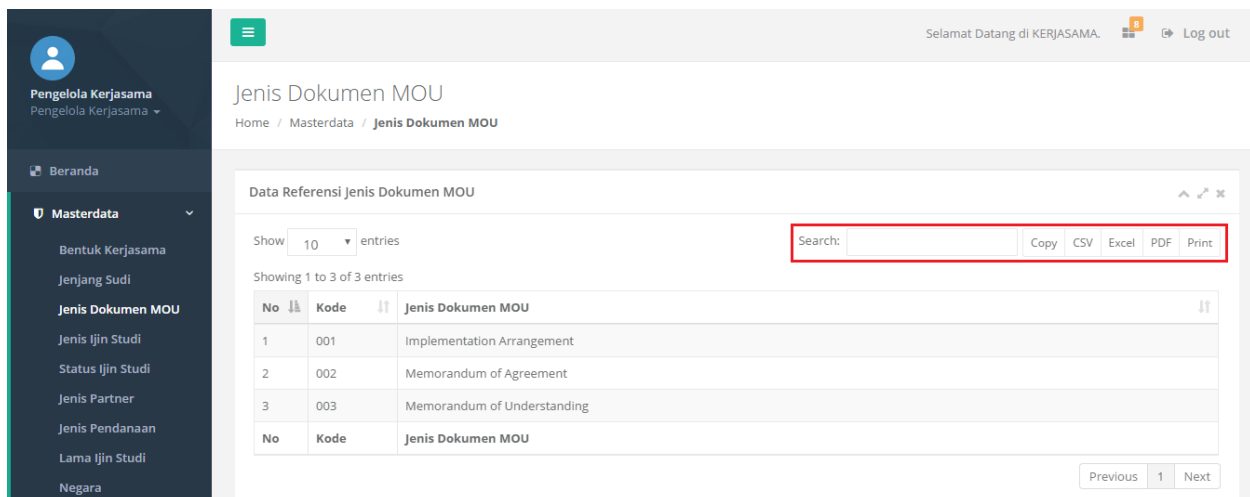 Pengelola Kerjasama
Pengelola Kerjasama
Beranda
Masterdata
Bentuk Kerjasama
Jenjang Sudi
Jenis Dokumen MOU
Jenis Ijin Studi
Status Ijin Studi
Jenis Partner
Jenis Pendanaan
Lama Ijin Studi
Negara
Selamat Datang di KERJASAMA. 8 Log out
Jenis Dokumen MOU
Home / Masterdata / Jenis Dokumen MOU
Data Referensi Jenis Dokumen MOU
Show 10 entries Search: Copy CSV Excel PDF Print
Showing 1 to 3 of 3 entries
No Kode Jenis Dokumen MOU
1 001 Implementation Arrangement
2 002 Memorandum of Agreement
3 003 Memorandum of Understanding
No Kode Jenis Dokumen MOU
Previous 1 Next